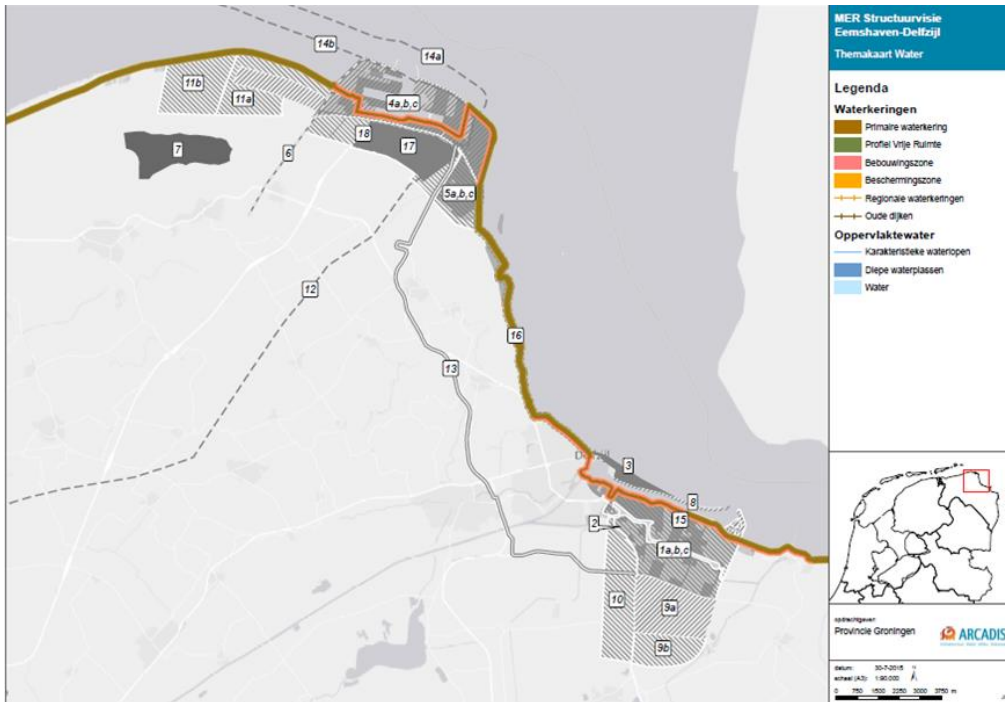 MER Structuurvisie
Eemshaven-Delfzijl
Themakaart Water
Legenda
Waterkeringen
Primaire waterkering
Profiel Vrije Ruimte
Bebouwingszone
Beschermingszone
Regionale waterkeringen
Oude dijken
Oppervlaktewater
Karakteristieke waterlopen
Diepe waterplassen
Water
14b
14a
11b
11a
4a,b,c
18
17
7
6
5a,b,c
12
16
13
3
8
15
2
1a,b,c
10
9a
9b
opdrachtgever:
Provincie Groningen
ARCADIS
datum: 30-7-2015
schaal (A3): 1:90.000
0 750 1500 2250 3000 3750 m